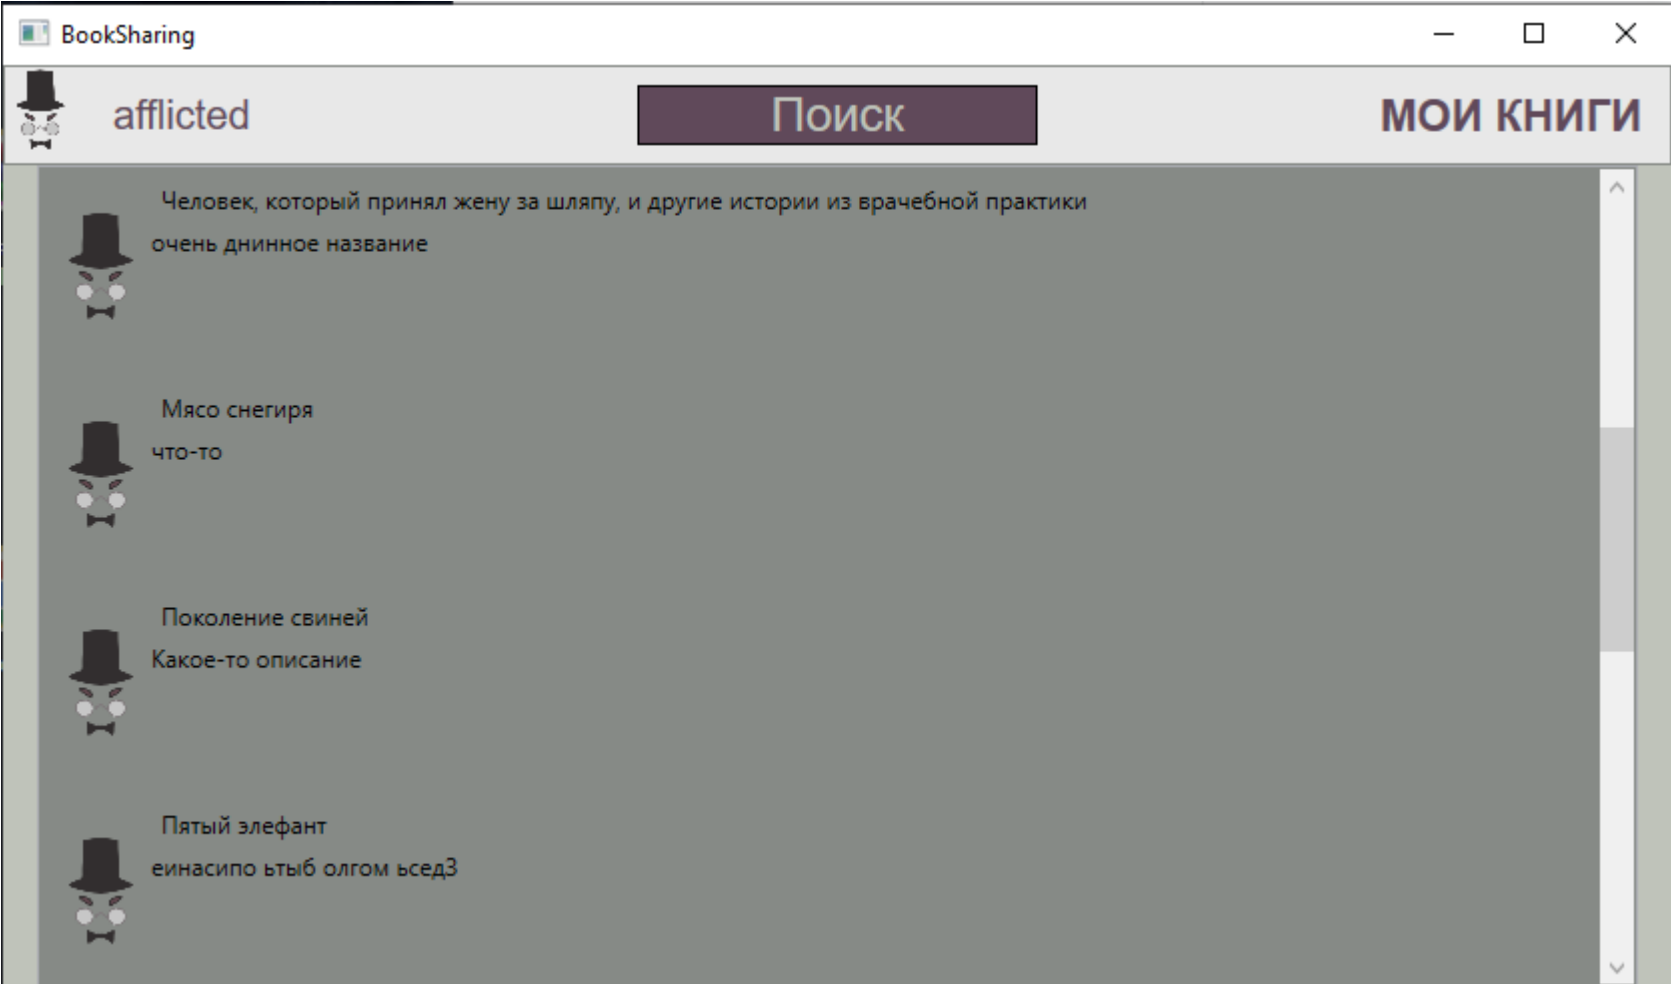 BookSharing
afflicted
Поиск
МОИ КНИГИ
Человек, который принял жену за шляпу, и другие истории из врачебной практики
очень днинное название
Мясо снегиря
что-то
Поколение свиней
Какое-то описание
Пятый элефант
еинасипо ьтыб олгом ьседЗ